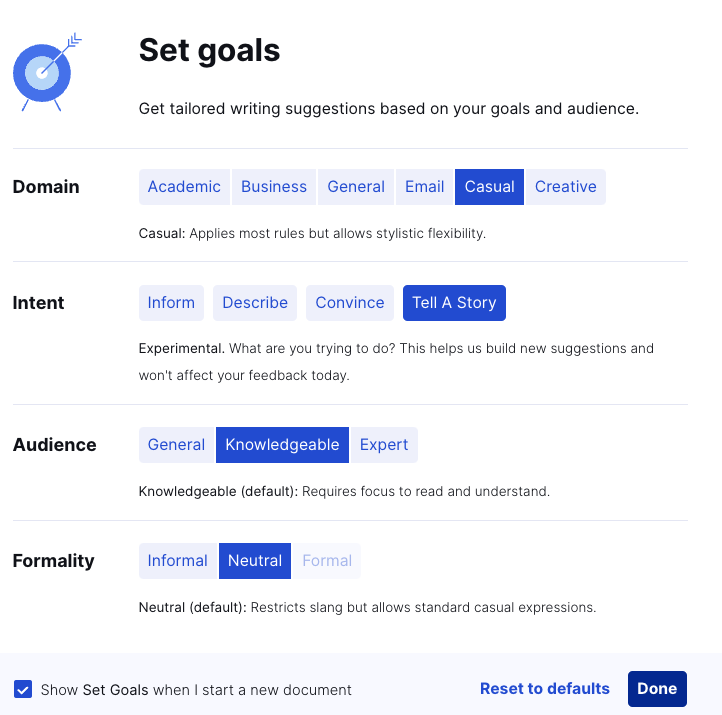 Set goals
Get tailored writing suggestions based on your goals and audience.
Domain
Academic Business General Email Casual Creative
Casual: Applies most rules but allows stylistic flexibility.
Intent
Inform Describe Convince Tell A Story
Experimental. What are you trying to do? This helps us build new suggestions and
won't affect your feedback today.
Audience
General Knowledgeable Expert
Knowledgeable (default): Requires focus to read and understand.
Formality
Informal Neutral Formal
Neutral (default): Restricts slang but allows standard casual expressions.
Show Set Goals when I start a new document
Reset to defaults
Done